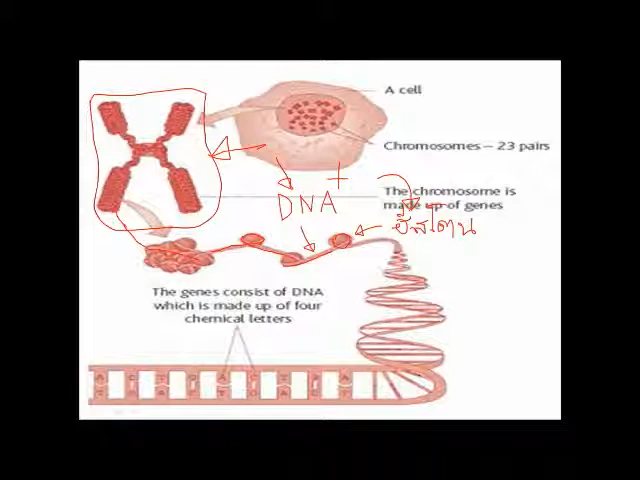 A cell
Chromosomes – 23 pairs
The chromosome is
made up of genes
DNA +
ฮีสโตน
The genes consist of DNA
which is made up of four
chemical letters